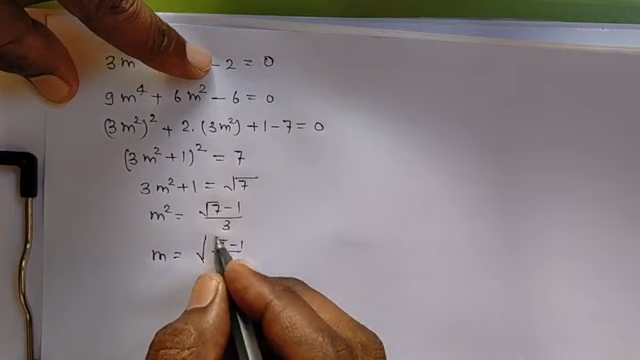 3m - 2 = 0
9m⁴ + 6m² - 6 = 0
(3m²)² + 2.(3m²) + 1 - 7 = 0
(3m² + 1)² = 7
3m² + 1 = √7
m² = (√7 - 1)/3
m = √ - 1